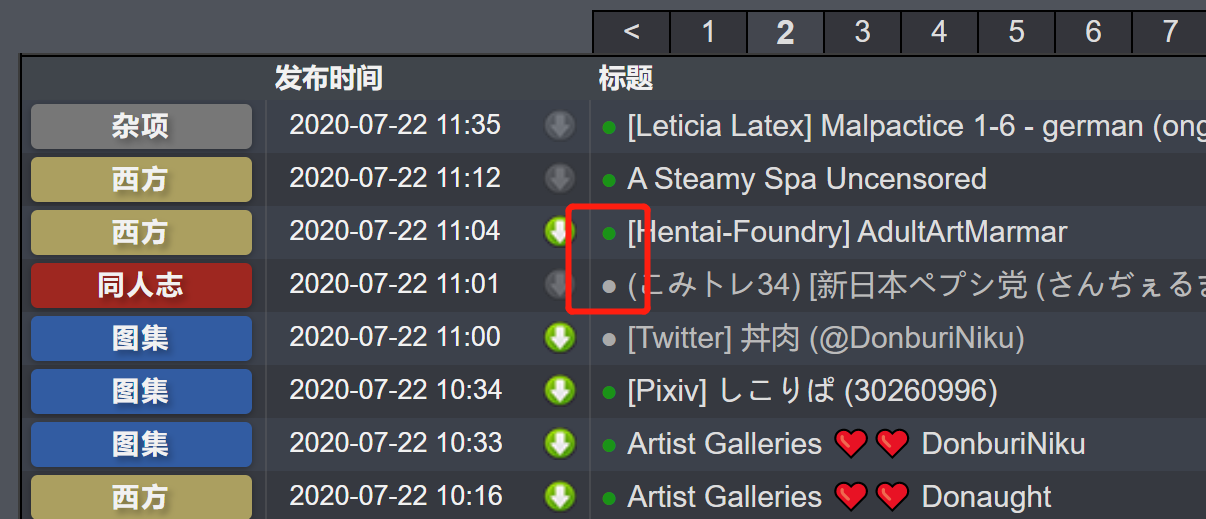 < 1 2 3 4 5 6 7
发布时间 标题
杂项 2020-07-22 11:35 [Leticia Latex] Malpactice 1-6 - german (ong
西方 2020-07-22 11:12 A Steamy Spa Uncensored
西方 2020-07-22 11:04 [Hentai-Foundry] AdultArtMarmar
同人志 2020-07-22 11:01 (こみトレ34) [新日本ペプシ党 (さんぢぇるま
图集 2020-07-22 11:00 [Twitter] 丼肉 (@DonburiNiku)
图集 2020-07-22 10:34 [Pixiv] しこりぱ (30260996)
图集 2020-07-22 10:33 Artist Galleries ❤❤ DonburiNiku
西方 2020-07-22 10:16 Artist Galleries ❤❤ Donaught